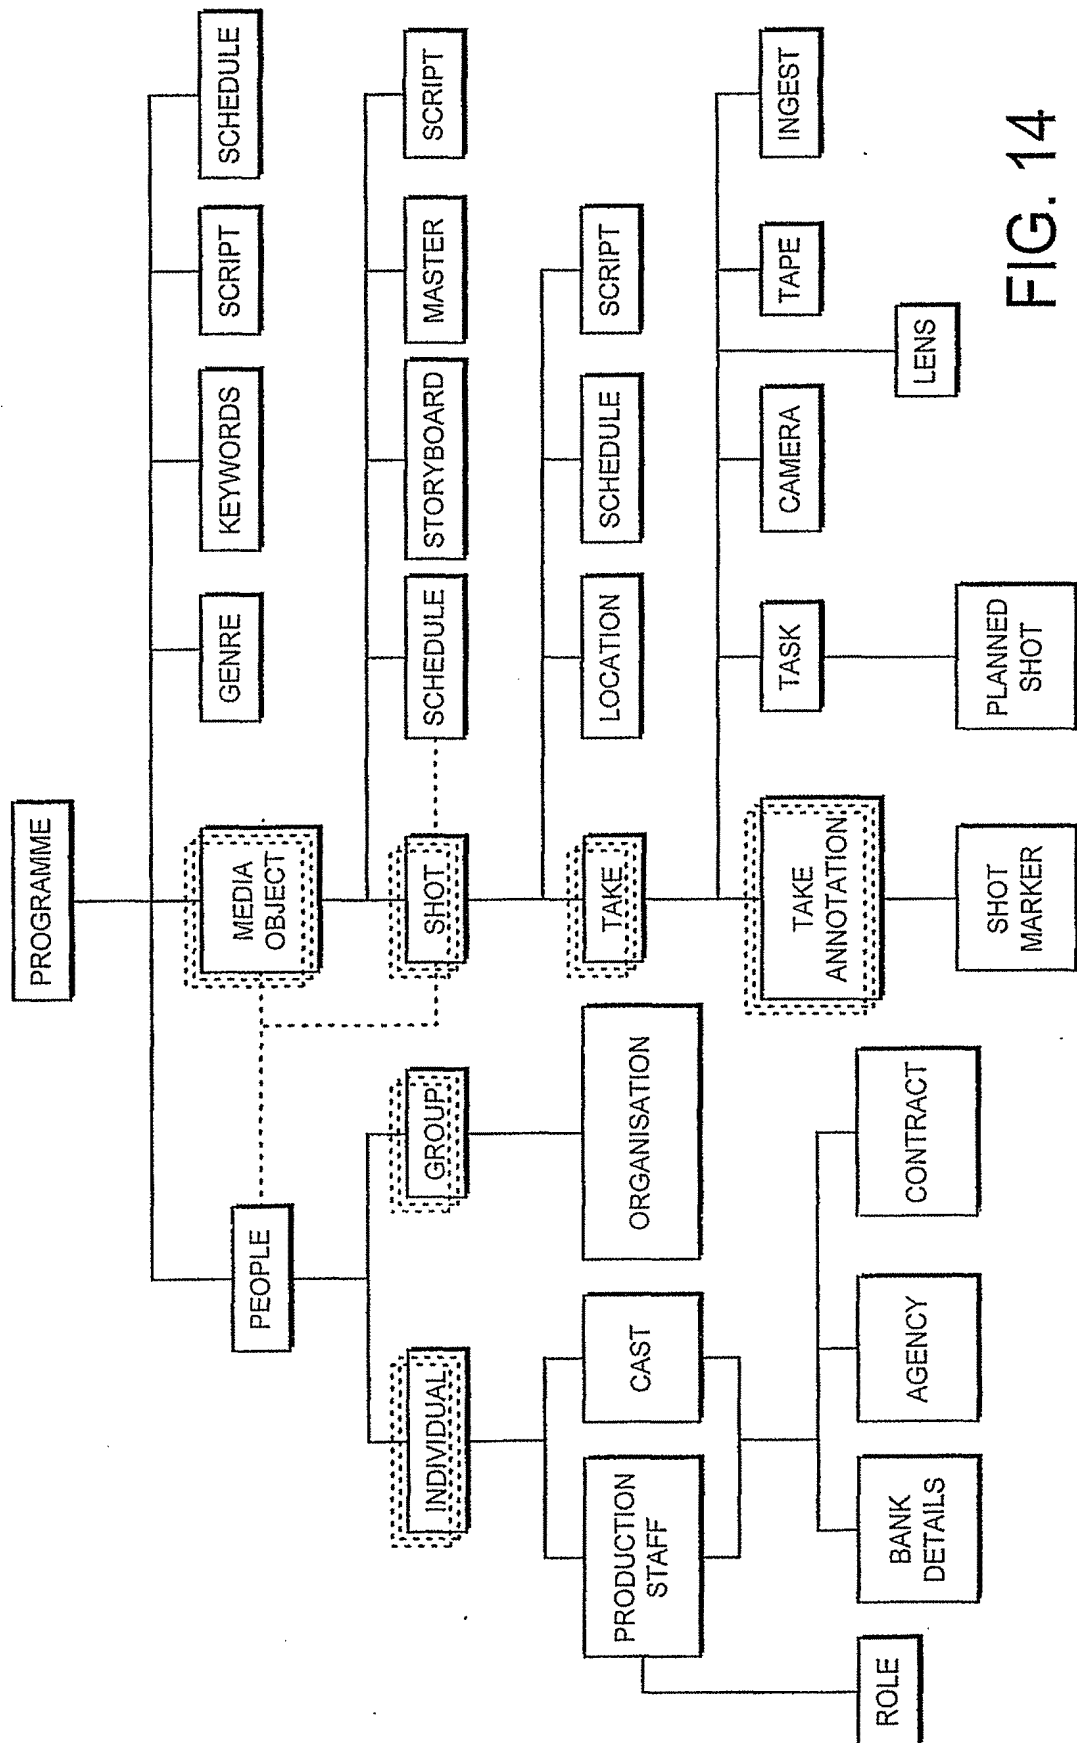 PROGRAMME
PEOPLE
MEDIA
OBJECT
GENRE
KEYWORDS
SCRIPT
SCHEDULE
INDIVIDUAL
GROUP
SHOT
SCHEDULE
STORYBOARD
MASTER
SCRIPT
PRODUCTION
STAFF
CAST
ORGANISATION
TAKE
LOCATION
SCHEDULE
SCRIPT
TAKE
ANNOTATION
TASK
CAMERA
TAPE
INGEST
ROLE
BANK
DETAILS
AGENCY
CONTRACT
LENS
SHOT
MARKER
PLANNED
SHOT
FIG. 14